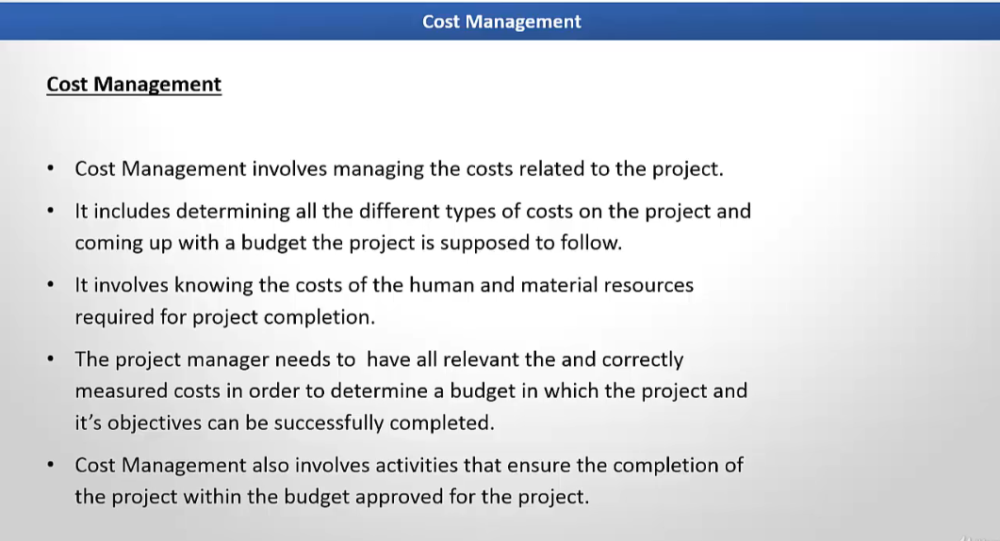 Cost Management
Cost Management
• Cost Management involves managing the costs related to the project.
• It includes determining all the different types of costs on the project and
coming up with a budget the project is supposed to follow.
• It involves knowing the costs of the human and material resources
required for project completion.
• The project manager needs to  have all relevant the and correctly
measured costs in order to determine a budget in which the project and
it’s objectives can be successfully completed.
• Cost Management also involves activities that ensure the completion of
the project within the budget approved for the project.